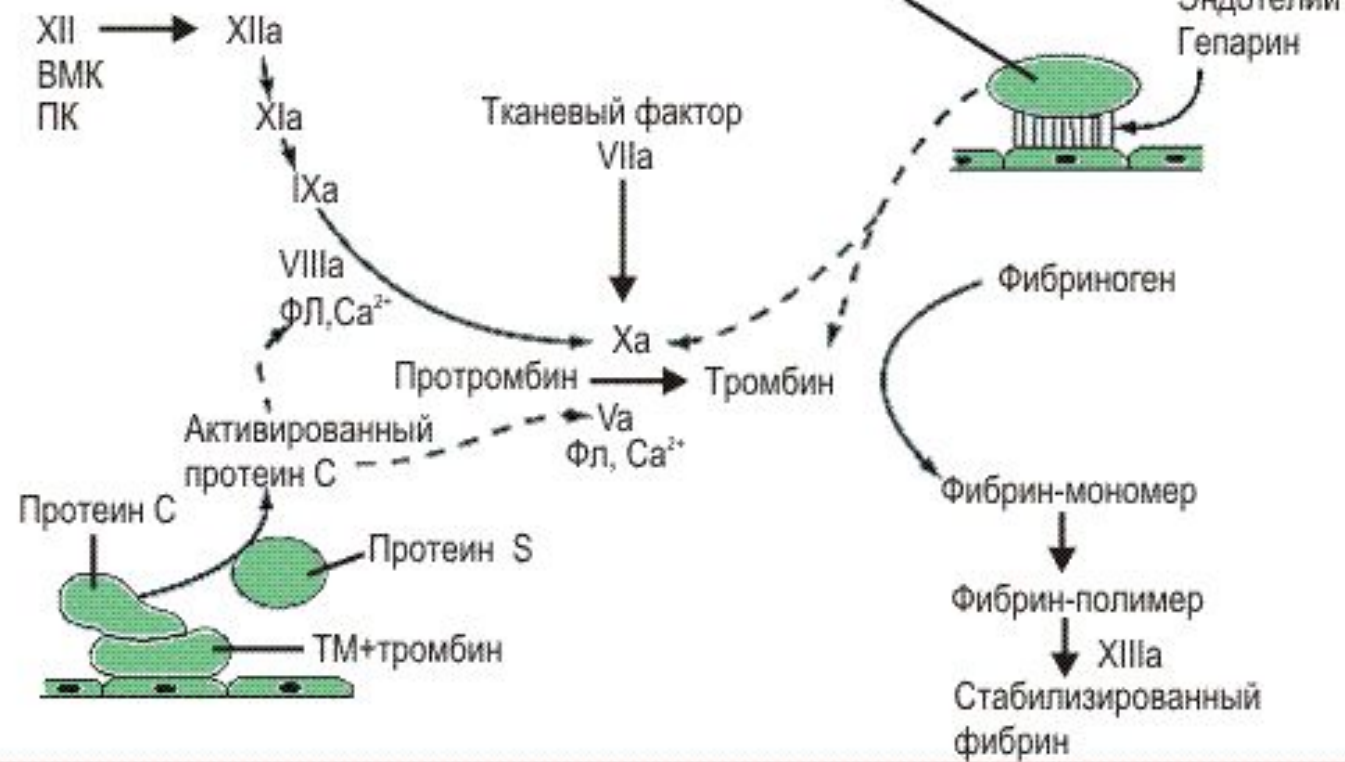 XII
XIIa
ВМК
ПК
XIa
IXa
VIIIa
ФЛ,Ca²⁺
Тканевый фактор
VIIa
Эндотелий
Гепарин
Xa
Протромбин
Тромбин
Va
Фл, Ca²⁺
Активированный
протеин С
Протеин С
Протеин S
ТМ+тромбин
Фибриноген
Фибрин-мономер
Фибрин-полимер
XIIIa
Стабилизированный
фибрин